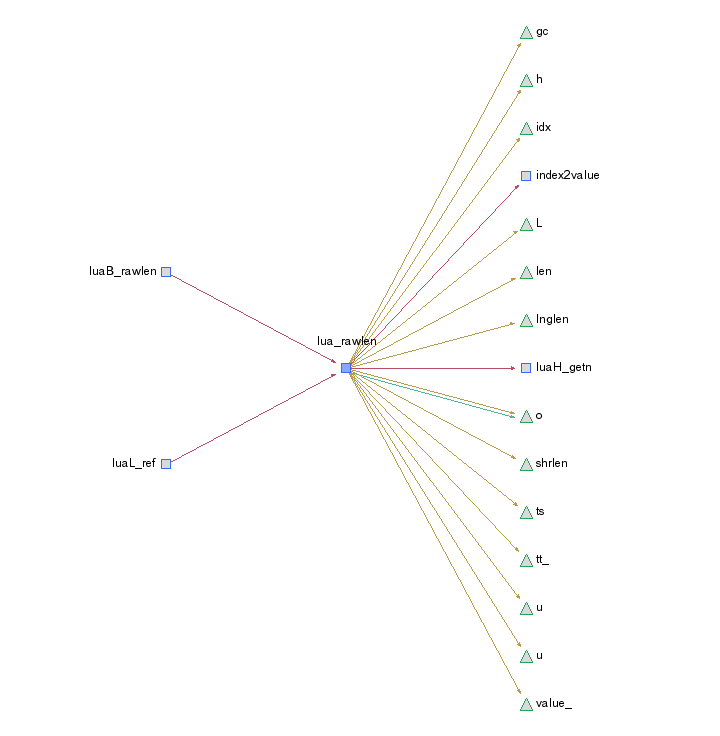 gc
h
idx
index2value
L
luaB_rawlen
len
lnglen
lua_rawlen
luaH_getn
o
luaL_ref
shrlen
ts
tt_
u
u
value_